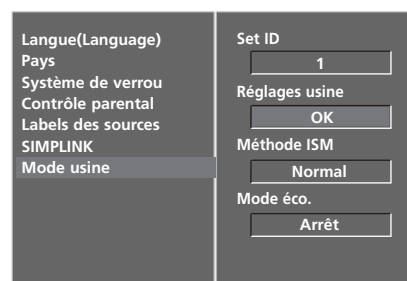 Langue(Language)
Pays
Système de verrou
Contrôle parental
Labels des sources
SIMPLINK
Mode usine
Set ID
1
Réglages usine
OK
Méthode ISM
Normal
Mode éco.
Arrêt